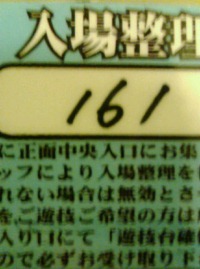 入場整理
161
に正面中央入口にお集
ッフにより入場整理を
れない場合は無効とさ
を、ご遊技ご希望の方は
入り口にて「遊技台確
ので必ずお受け取り下